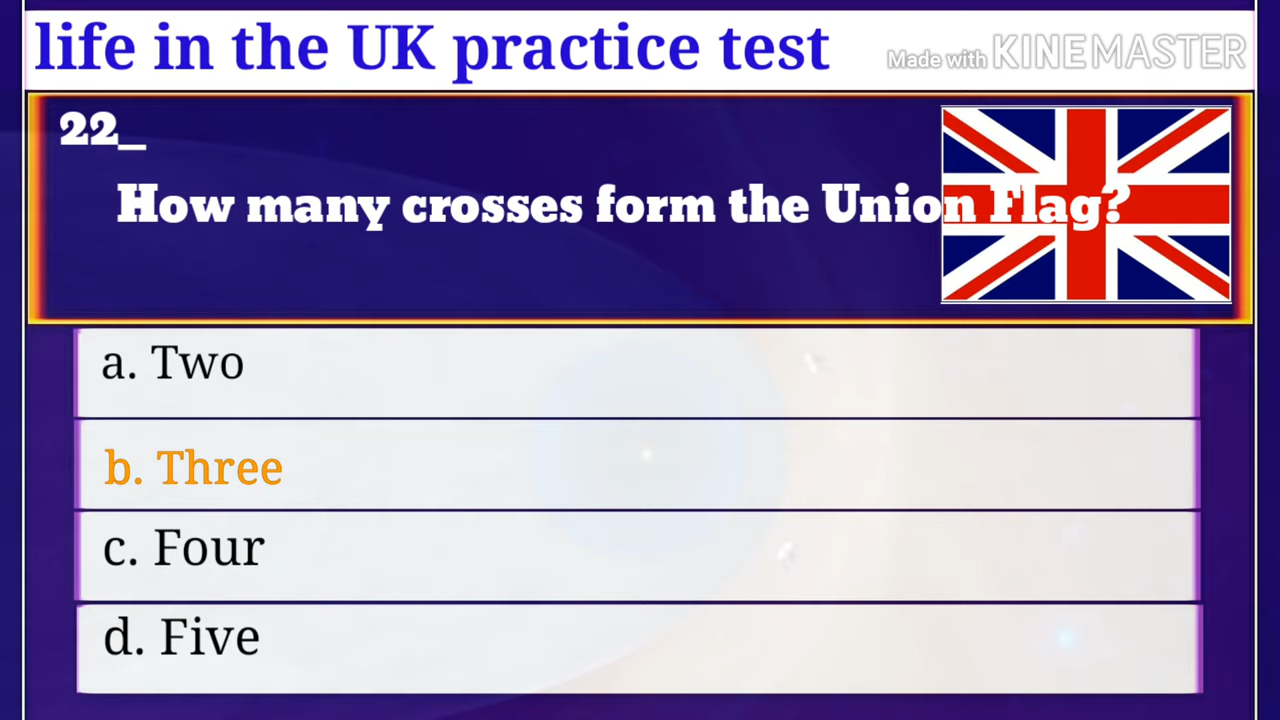 life in the UK practice test
Made with KINEMASTER
22_
How many crosses form the Union Flag?
a. Two
b. Three
c. Four
d. Five